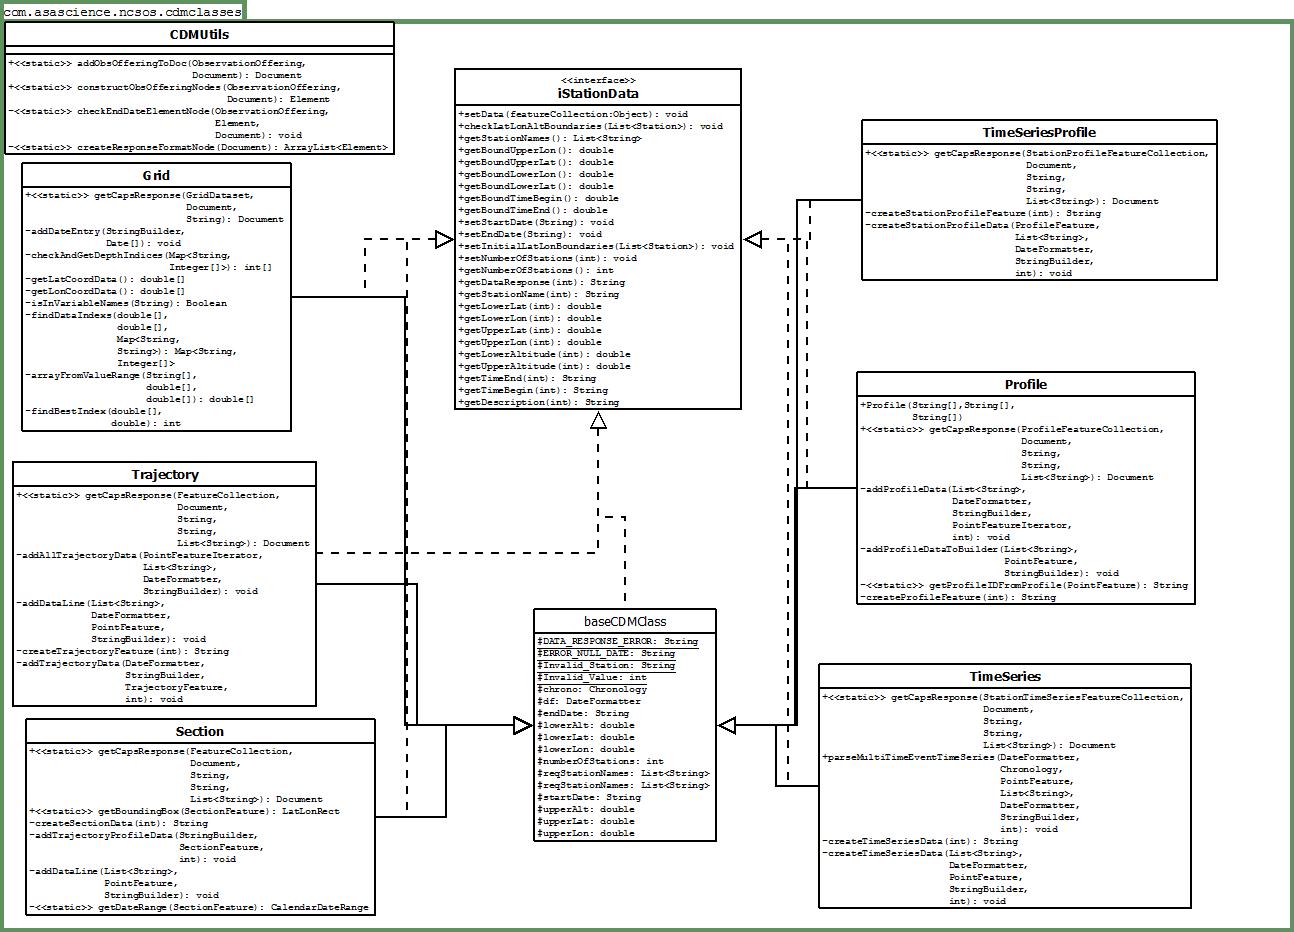 com.asascience.ncsos.cdmclasses
CDMUtils
+<<static>> addObsOfferingToDoc(ObservationOffering,
Document): Document
+<<static>> constructObsOfferingNodes(ObservationOffering,
Document): Element
-<<static>> checkEndDateElementNode(ObservationOffering,
Element,
Document): void
-<<static>> createResponseFormatNode(Document): ArrayList<Element>
Grid
+<<static>> getCapsResponse(GridDataset,
Document,
String): Document
-addDateEntry(StringBuilder,
Date[]): void
-checkAndGetDepthIndices(Map<String,
Integer[]>): int[]
-getLatCoordData(): double[]
-getLonCoordData(): double[]
-isInVariableNames(String): Boolean
-findDataIndexs(double[],
double[],
Map<String,
String>): Map<String,
Integer[]>
-arrayFromValueRange(String[],
double[],
double[]): double[]
-findBestIndex(double[],
double): int
Trajectory
+<<static>> getCapsResponse(FeatureCollection,
Document,
String,
String,
List<String>): Document
-addAllTrajectoryData(PointFeatureIterator,
List<String>,
DateFormatter,
StringBuilder): void
-addDataLine(List<String>,
DateFormatter,
PointFeature,
StringBuilder): void
-createTrajectoryFeature(int): String
-addTrajectoryData(DateFormatter,
StringBuilder,
TrajectoryFeature,
int): void
Section
+<<static>> getCapsResponse(FeatureCollection,
Document,
String,
String,
List<String>): Document
+<<static>> getBoundingBox(SectionFeature): LatLonRect
-createSectionData(int): String
-addTrajectoryProfileData(StringBuilder,
SectionFeature,
int): void
-addDataLine(List<String>,
PointFeature,
StringBuilder): void
-<<static>> getDateRange(SectionFeature): CalendarDateRange
<<interface>>
iStationData
+setData(featureCollection:Object): void
+checkLatLonAltBoundaries(List<Station>): void
+getStationNames(): List<String>
+getBoundUpperLon(): double
+getBoundUpperLat(): double
+getBoundLowerLon(): double
+getBoundLowerLat(): double
+getBoundTimeBegin(): double
+getBoundTimeEnd(): double
+setStartDate(String): void
+setEndDate(String): void
+setInitialLatLonBoundaries(List<Station>): void
+setNumberOfStations(int): void
+getNumberOfStations(): int
+getDataResponse(int): String
+getStationName(int): String
+getLowerLat(int): double
+getLowerLon(int): double
+getUpperLat(int): double
+getUpperLon(int): double
+getLowerAltitude(int): double
+getUpperAltitude(int): double
+getTimeEnd(int): String
+getTimeBegin(int): String
+getDescription(int): String
baseCDMClass
#DATA_RESPONSE_ERROR: String
#ERROR_NULL_DATE: String
#Invalid_Station: String
#Invalid_Value: int
#chrono: Chronology
#df: DateFormatter
#endDate: String
#lowerAlt: double
#lowerLat: double
#lowerLon: double
#numberOfStations: int
#reqStationNames: List<String>
#reqStationNames: List<String>
#startDate: String
#upperAlt: double
#upperLat: double
#upperLon: double
TimeSeriesProfile
+<<static>> getCapsResponse(StationProfileFeatureCollection,
Document,
String,
String,
List<String>): Document
-createStationProfileFeature(int): String
-createStationProfileData(ProfileFeature,
List<String>,
DateFormatter,
StringBuilder,
int): void
Profile
+Profile(String[],String[],
String[])
+<<static>> getCapsResponse(ProfileFeatureCollection,
Document,
String,
String,
List<String>): Document
-addProfileData(List<String>,
DateFormatter,
StringBuilder,
PointFeatureIterator,
int): void
-addProfileDataToBuilder(List<String>,
PointFeature,
StringBuilder): void
-<<static>> getProfileIDFromProfile(PointFeature): String
-createProfileFeature(int): String
TimeSeries
+<<static>> getCapsResponse(StationTimeSeriesFeatureCollection,
Document,
String,
String,
List<String>): Document
+parseMultiTimeEventTimeSeries(DateFormatter,
Chronology,
PointFeature,
List<String>,
DateFormatter,
StringBuilder,
int): void
-createTimeSeriesData(int): String
-createTimeSeriesData(List<String>,
DateFormatter,
PointFeature,
StringBuilder,
int): void